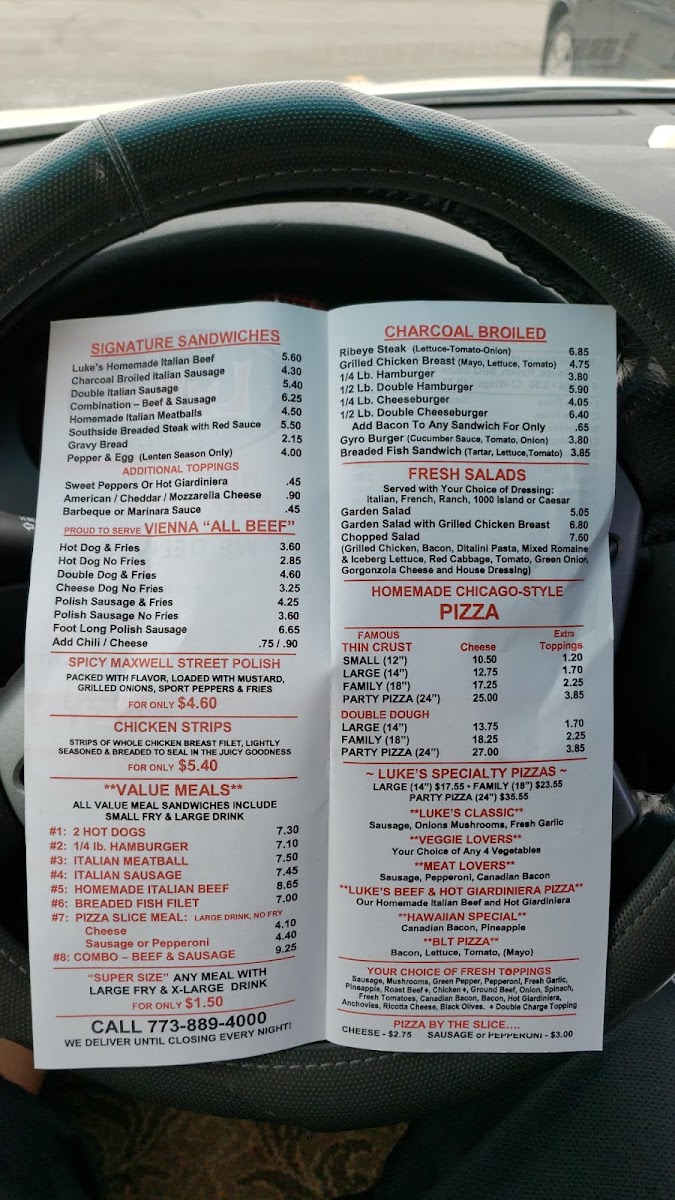 SIGNATURE SANDWICHES
Luke's Homemade Italian Beef 5.60
Charcoal Broiled Italian Sausage 4.30
Double Italian Sausage 5.40
Combination – Beef & Sausage 6.25
Homemade Italian Meatballs 4.50
Southside Breaded Steak with Red Sauce 5.50
Gravy Bread 2.15
Pepper & Egg (Lenten Season Only) 4.00
ADDITIONAL TOPPINGS
Sweet Peppers Or Hot Giardiniera .45
American / Cheddar / Mozzarella Cheese .90
Barbeque or Marinara Sauce .45
PROUD TO SERVE VIENNA "ALL BEEF"
Hot Dog & Fries 3.60
Hot Dog No Fries 2.85
Double Dog & Fries 4.60
Cheese Dog No Fries 3.25
Polish Sausage & Fries 4.25
Polish Sausage No Fries 3.60
Foot Long Polish Sausage 6.65
Add Chili / Cheese .75 / .90
SPICY MAXWELL STREET POLISH
PACKED WITH FLAVOR, LOADED WITH MUSTARD,
GRILLED ONIONS, SPORT PEPPERS & FRIES
FOR ONLY $4.60
CHICKEN STRIPS
STRIPS OF WHOLE CHICKEN BREAST FILET, LIGHTLY
SEASONED & BREADED TO SEAL IN THE JUICY GOODNESS
FOR ONLY $5.40
**VALUE MEALS**
ALL VALUE MEAL SANDWICHES INCLUDE
SMALL FRY & LARGE DRINK
#1: 2 HOT DOGS 7.30
#2: 1/4 lb. HAMBURGER 7.10
#3: ITALIAN MEATBALL 7.50
#4: ITALIAN SAUSAGE 7.45
#5: HOMEMADE ITALIAN BEEF 8.65
#6: BREADED FISH FILET 7.00
#7: PIZZA SLICE MEAL: LARGE DRINK, NO FRY
Cheese 4.10
Sausage or Pepperoni 4.40
#8: COMBO – BEEF & SAUSAGE 9.25
"SUPER SIZE" ANY MEAL WITH
LARGE FRY & X-LARGE DRINK
FOR ONLY $1.50
CALL 773-889-4000
WE DELIVER UNTIL CLOSING EVERY NIGHT!
CHARCOAL BROILED
Ribeye Steak (Lettuce-Tomato-Onion) 6.85
Grilled Chicken Breast (Mayo, Lettuce, Tomato) 4.75
1/4 Lb. Hamburger 3.80
1/2 Lb. Double Hamburger 5.90
1/4 Lb. Cheeseburger 4.05
1/2 Lb. Double Cheeseburger 6.40
Add Bacon To Any Sandwich For Only .65
Gyro Burger (Cucumber Sauce, Tomato, Onion) 3.80
Breaded Fish Sandwich (Tartar, Lettuce,Tomato) 3.85
FRESH SALADS
Served with Your Choice of Dressing:
Italian, French, Ranch, 1000 Island or Caesar
Garden Salad 5.05
Garden Salad with Grilled Chicken Breast 6.80
Chopped Salad 7.60
(Grilled Chicken, Bacon, Ditalini Pasta, Mixed Romaine
& Iceberg Lettuce, Red Cabbage, Tomato, Green Onion,
Gorgonzola Cheese and House Dressing)
HOMEMADE CHICAGO-STYLE
PIZZA
FAMOUS Extra
THIN CRUST Cheese Toppings
SMALL (12") 10.50 1.20
LARGE (14") 12.75 1.70
FAMILY (18") 17.25 2.25
PARTY PIZZA (24") 25.00 3.85
DOUBLE DOUGH
LARGE (14") 13.75 1.70
FAMILY (18") 18.25 2.25
PARTY PIZZA (24") 27.00 3.85
~ LUKE'S SPECIALTY PIZZAS ~
LARGE (14") $17.55 • FAMILY (18") $23.55
PARTY PIZZA (24") $35.55
**LUKE'S CLASSIC**
Sausage, Onions Mushrooms, Fresh Garlic
**VEGGIE LOVERS**
Your Choice of Any 4 Vegetables
**MEAT LOVERS**
Sausage, Pepperoni, Canadian Bacon
**LUKE'S BEEF & HOT GIARDINIERA PIZZA**
Our Homemade Italian Beef and Hot Giardiniera
**HAWAIIAN SPECIAL**
Canadian Bacon, Pineapple
**BLT PIZZA**
Bacon, Lettuce, Tomato, (Mayo)
YOUR CHOICE OF FRESH TOPPINGS
Sausage, Mushrooms, Green Pepper, Pepperoni, Fresh Garlic,
Pineapple, Roast Beef ♦, Chicken ♦, Ground Beef, Onion, Spinach,
Fresh Tomatoes, Canadian Bacon, Bacon, Hot Giardiniera,
Anchovies, Ricotta Cheese, Black Olives. ♦ Double Charge Topping
PIZZA BY THE SLICE....
CHEESE - $2.75 SAUSAGE or PEPPERONI - $3.00